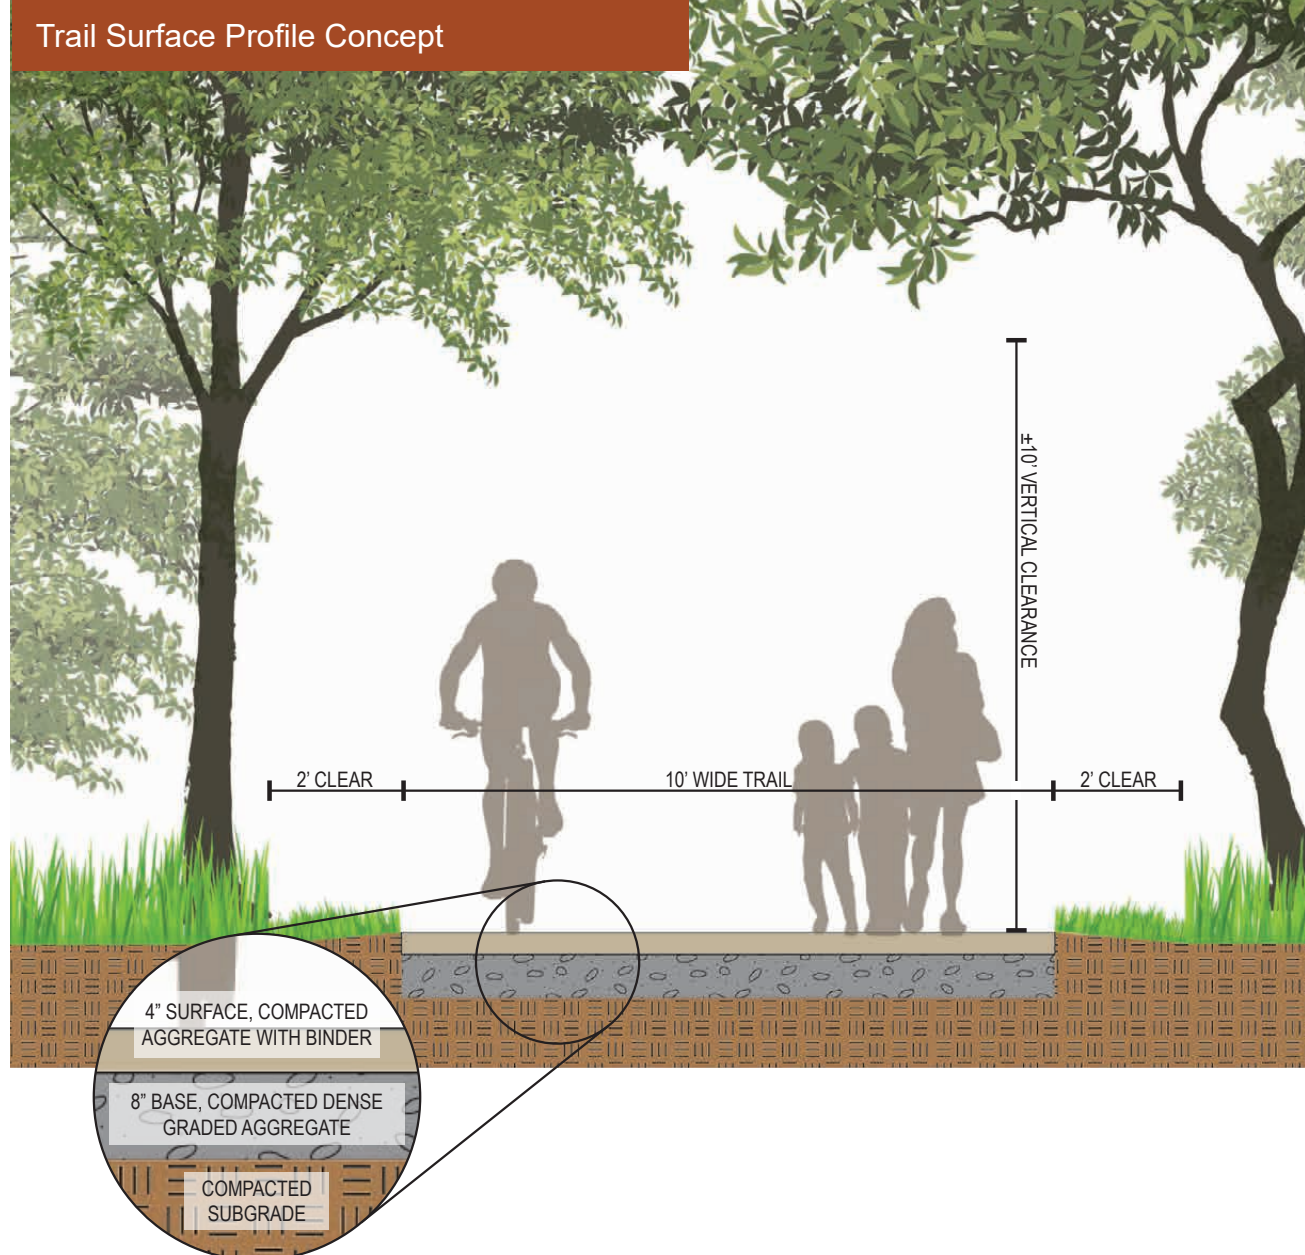 Trail Surface Profile Concept
±10’ VERTICAL CLEARANCE
2’ CLEAR
10’ WIDE TRAIL
2’ CLEAR
4” SURFACE, COMPACTED
AGGREGATE WITH BINDER
8” BASE, COMPACTED DENSE
GRADED AGGREGATE
COMPACTED
SUBGRADE